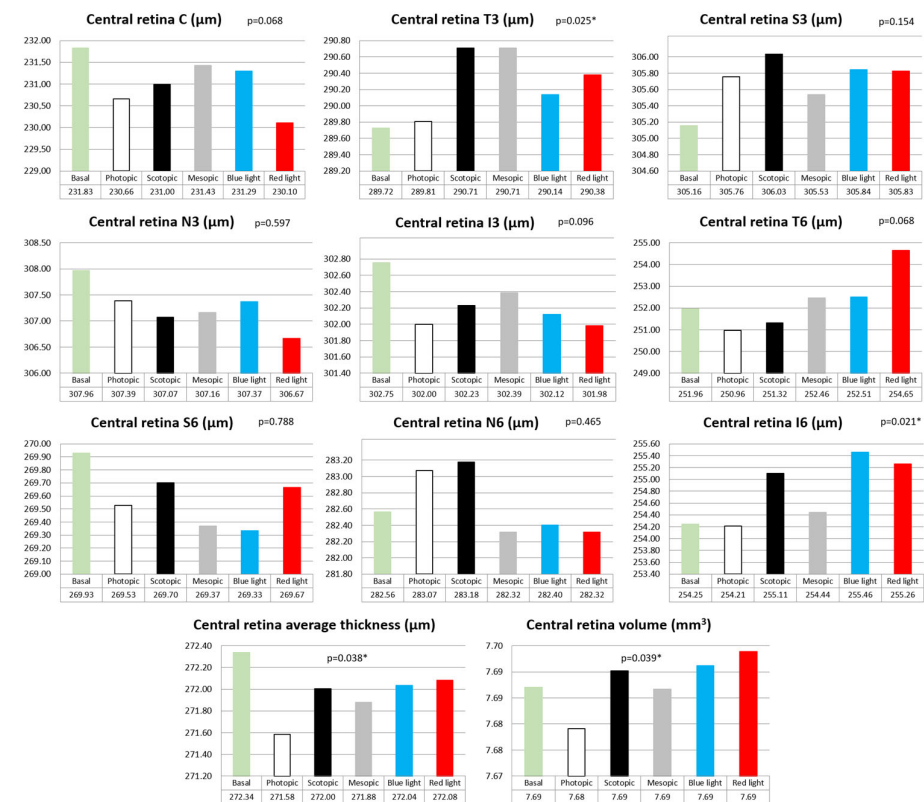 Central retina C (μm) p=0.068
232.00
231.50
231.00
230.50
230.00
229.50
229.00
Basal Photopic Scotopic Mesopic Blue light Red light
231.83 230.66 231.00 231.43 231.29 230.10
Central retina T3 (μm) p=0.025*
290.80
290.60
290.40
290.20
290.00
289.80
289.60
289.40
289.20
Basal Photopic Scotopic Mesopic Blue light Red light
289.72 289.81 290.71 290.71 290,14 290.38
Central retina S3 (μm) p=0.154
306.00
305.80
305.60
305.40
305.20
305.00
304.80
304.60
Basal Photopic Scotopic Mesopic Blue light Red light
305.16 305.76 306.03 305.53 305.84 305.83
Central retina N3 (μm) p=0.597
308.50
308.00
307.50
307.00
306.50
306.00
Basal Photopic Scotopic Mesopic Blue light Red light
307.96 307.39 307.07 307.16 307.37 306.67
Central retina I3 (μm) p=0.096
302.80
302.60
302.40
302.20
302.00
301.80
301.60
301.40
Basal Photopic Scotopic Mesopic Blue light Red light
302.75 302.00 302.23 302.39 302.12 301.98
Central retina T6 (μm) p=0.068
255.00
254.00
253.00
252.00
251.00
250.00
249.00
Basal Photopic Scotopic Mesopic Blue light Red light
251.96 250.96 251.32 252.46 252.51 254.65
Central retina S6 (μm) p=0.788
270.00
269.90
269.80
269.70
269.60
269.50
269.40
269.30
269.20
269.10
269.00
Basal Photopic Scotopic Mesopic Blue light Red light
269.93 269.53 269.70 269.37 269.33 269.67
Central retina N6 (μm) p=0.465
283.20
283.00
282.80
282.60
282.40
282.20
282.00
281.80
Basal Photopic Scotopic Mesopic Blue light Red light
282.56 283.07 283.18 282.32 282.40 282.32
Central retina I6 (μm) p=0.021*
255.60
255.40
255.20
255.00
254.80
254.60
254.40
254.20
254.00
253.80
253.60
253.40
Basal Photopic Scotopic Mesopic Blue light Red light
254.25 254.21 255.11 254.44 255.46 255.26
Central retina average thickness (μm)
p=0.038*
272.40
272.20
272.00
271.80
271.60
271.40
271.20
Basal Photopic Scotopic Mesopic Blue light Red light
272.34 271.58 272.00 271.88 272.04 272.08
Central retina volume (mm³)
p=0.039*
7.70
7.69
7.69
7.68
7.68
7.67
Basal Photopic Scotopic Mesopic Blue light Red light
7.69 7.68 7.69 7.69 7.69 7.69